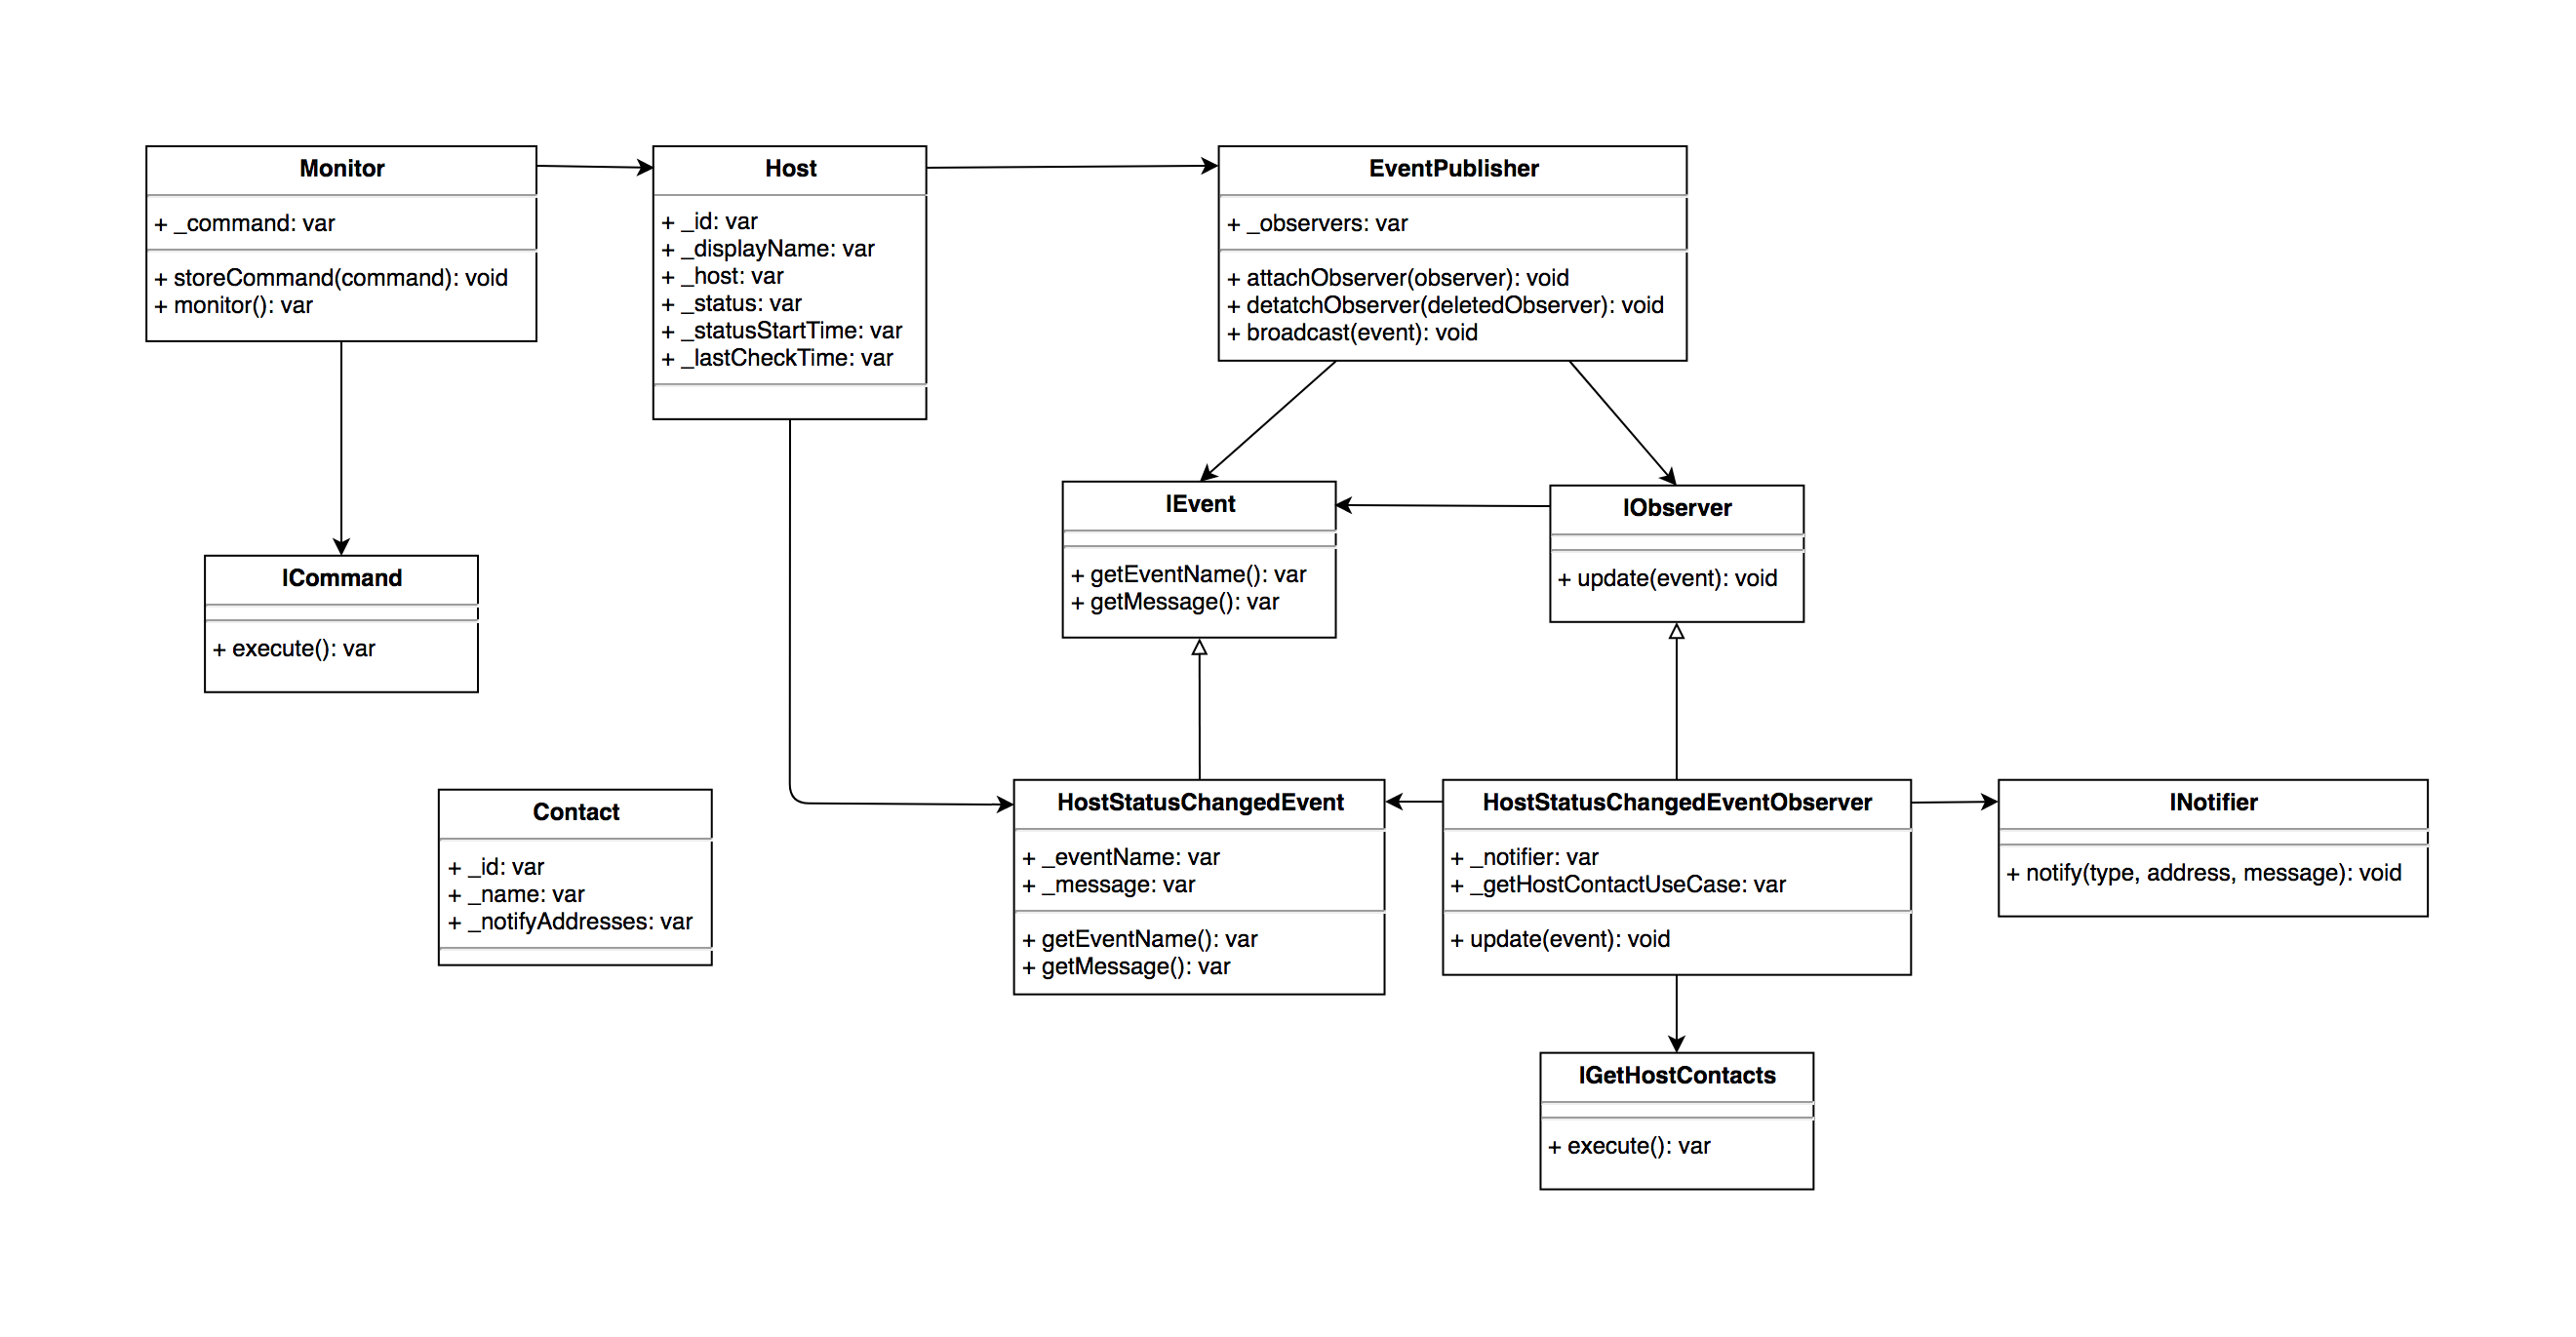 Monitor
+ _command: var
+ storeCommand(command): void
+ monitor(): var
Host
+ _id: var
+ _displayName: var
+ _host: var
+ _status: var
+ _statusStartTime: var
+ _lastCheckTime: var
EventPublisher
+ _observers: var
+ attachObserver(observer): void
+ detatchObserver(deletedObserver): void
+ broadcast(event): void
ICommand
+ execute(): var
IEvent
+ getEventName(): var
+ getMessage(): var
IObserver
+ update(event): void
Contact
+ _id: var
+ _name: var
+ _notifyAddresses: var
HostStatusChangedEvent
+ _eventName: var
+ _message: var
+ getEventName(): var
+ getMessage(): var
HostStatusChangedEventObserver
+ _notifier: var
+ _getHostContactUseCase: var
+ update(event): void
INotifier
+ notify(type, address, message): void
IGetHostContacts
+ execute(): var